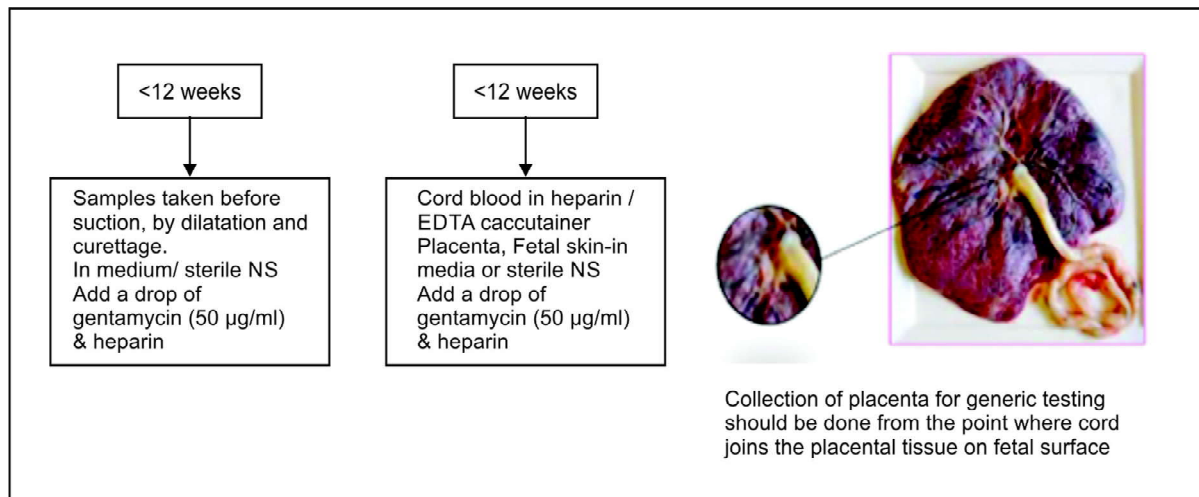 <12 weeks
Samples taken before
suction, by dilatation and
curettage.
In medium/ sterile NS
Add a drop of
gentamycin (50 µg/ml)
& heparin
<12 weeks
Cord blood in heparin /
EDTA caccutainer
Placenta, Fetal skin-in
media or sterile NS
Add a drop of
gentamycin (50 µg/ml)
& heparin
Collection of placenta for generic testing
should be done from the point where cord
joins the placental tissue on fetal surface